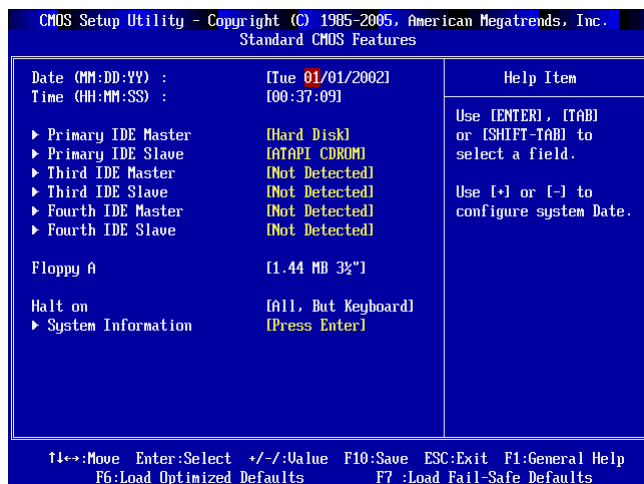 CMOS Setup Utility - Copyright (C) 1985-2005, American Megatrends, Inc.
Standard CMOS Features
Date (MM:DD:YY) : [Tue 01/01/2002]
Time (HH:MM:SS) : [00:37:09]
▶ Primary IDE Master [Hard Disk]
▶ Primary IDE Slave [ATAPI CDROM]
▶ Third IDE Master [Not Detected]
▶ Third IDE Slave [Not Detected]
▶ Fourth IDE Master [Not Detected]
▶ Fourth IDE Slave [Not Detected]
Floppy A [1.44 MB 3½"]
Halt on [All, But Keyboard]
▶ System Information [Press Enter]
Help Item
Use [ENTER], [TAB]
or [SHIFT-TAB] to
select a field.
Use [+] or [-] to
configure system Date.
↑↓←→:Move Enter:Select +/-/:Value F10:Save ESC:Exit F1:General Help
F6:Load Optimized Defaults F7 :Load Fail-Safe Defaults